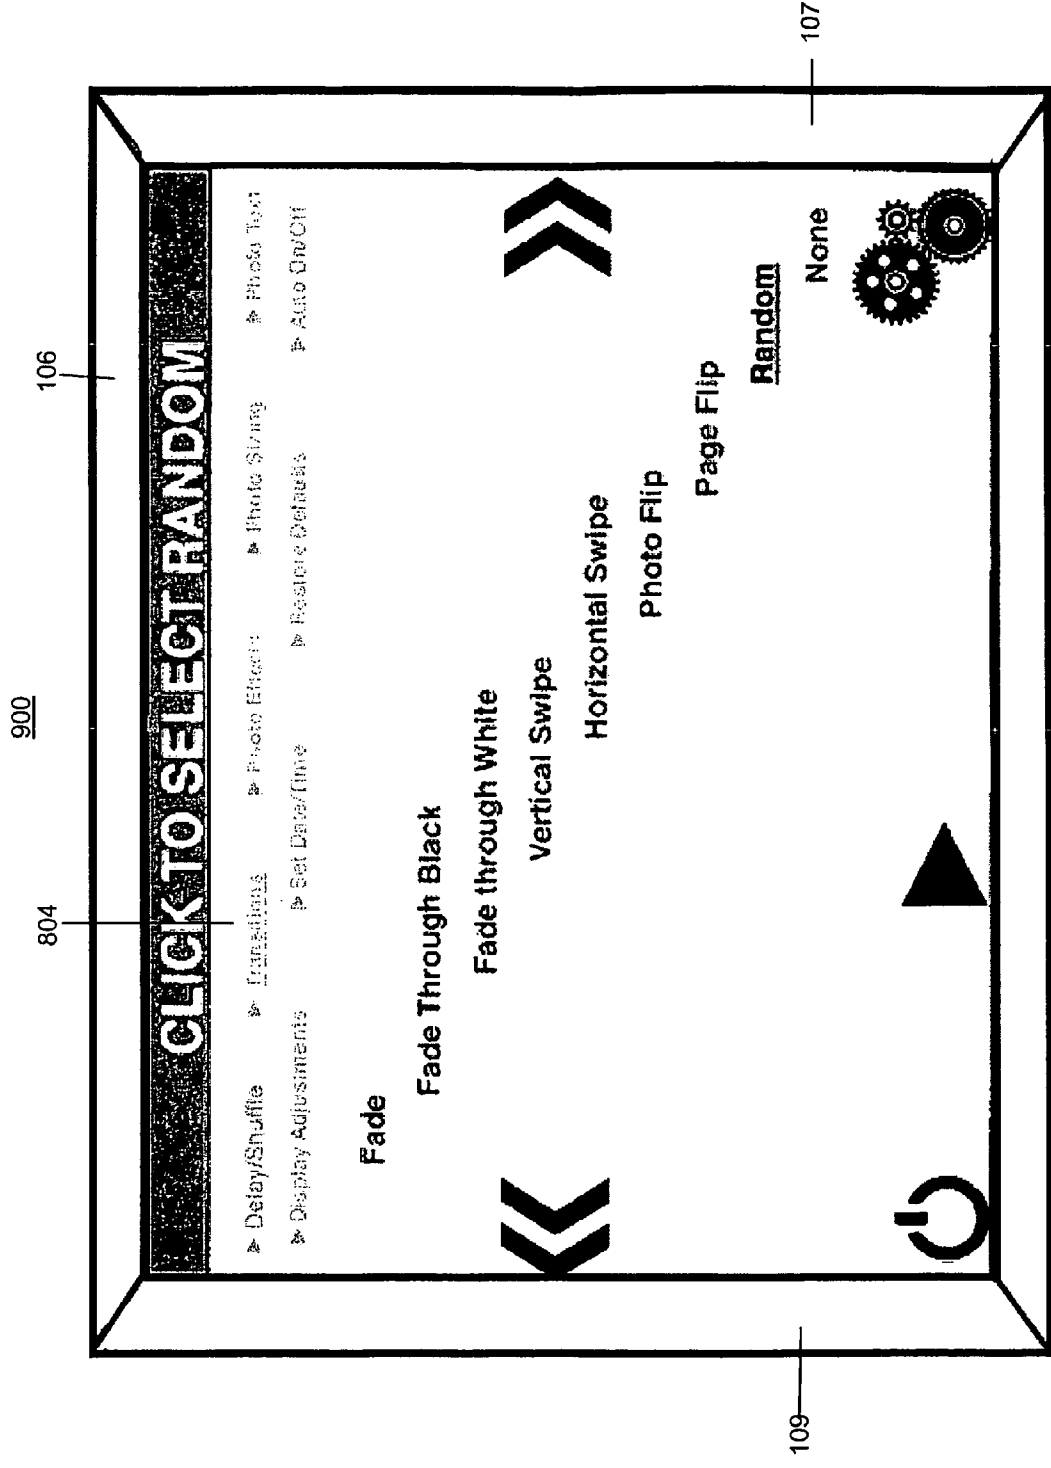 900
804
106
CLICK TO SELECT RANDOM
Delay/Shuffle Transitions Photo Effects Photo Sizing Photo Text
Display Adjustments Set Date/Time Restore Defaults Auto On/Off
Fade
Fade Through Black
Fade through White
Vertical Swipe
Horizontal Swipe
Photo Flip
Page Flip
Random
None
109
107